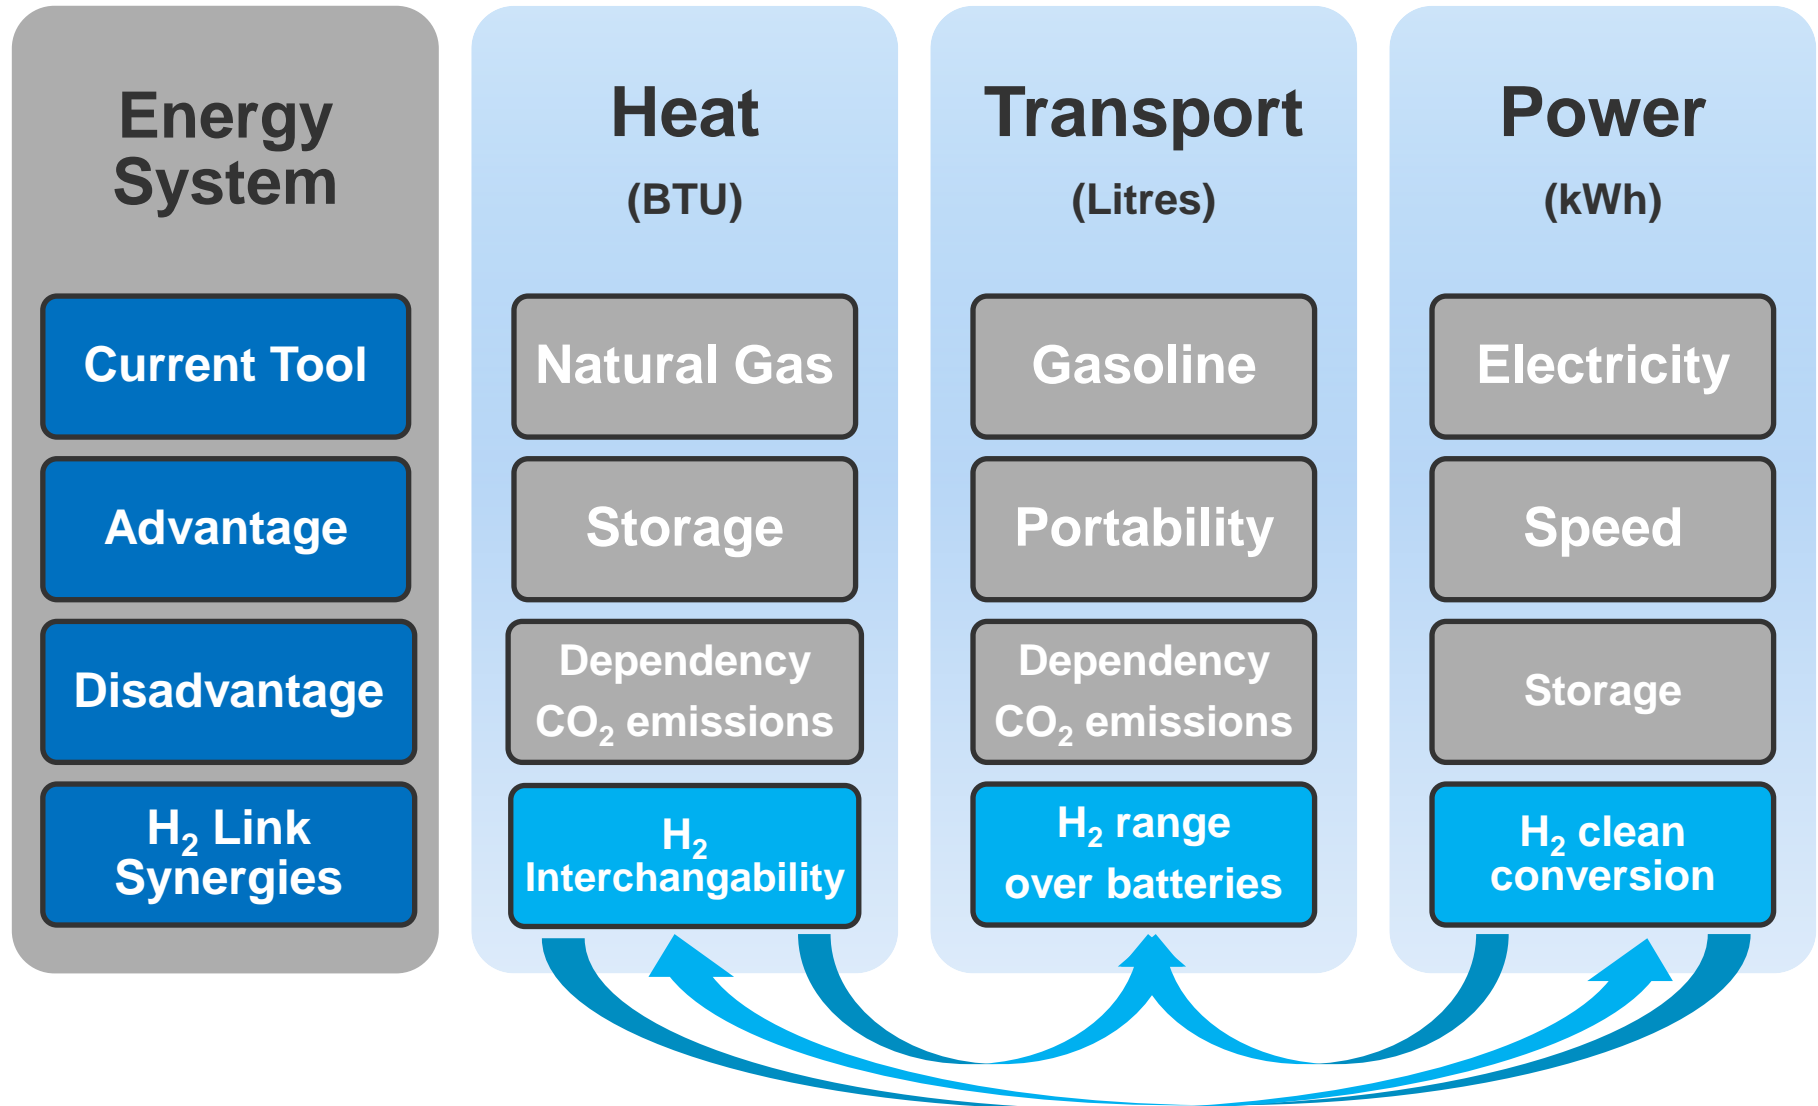 Energy
System
Current Tool
Advantage
Disadvantage
H₂ Link
Synergies
Heat
(BTU)
Natural Gas
Storage
Dependency
CO₂ emissions
H₂
Interchangability
Transport
(Litres)
Gasoline
Portability
Dependency
CO₂ emissions
H₂ range
over batteries
Power
(kWh)
Electricity
Speed
Storage
H₂ clean
conversion